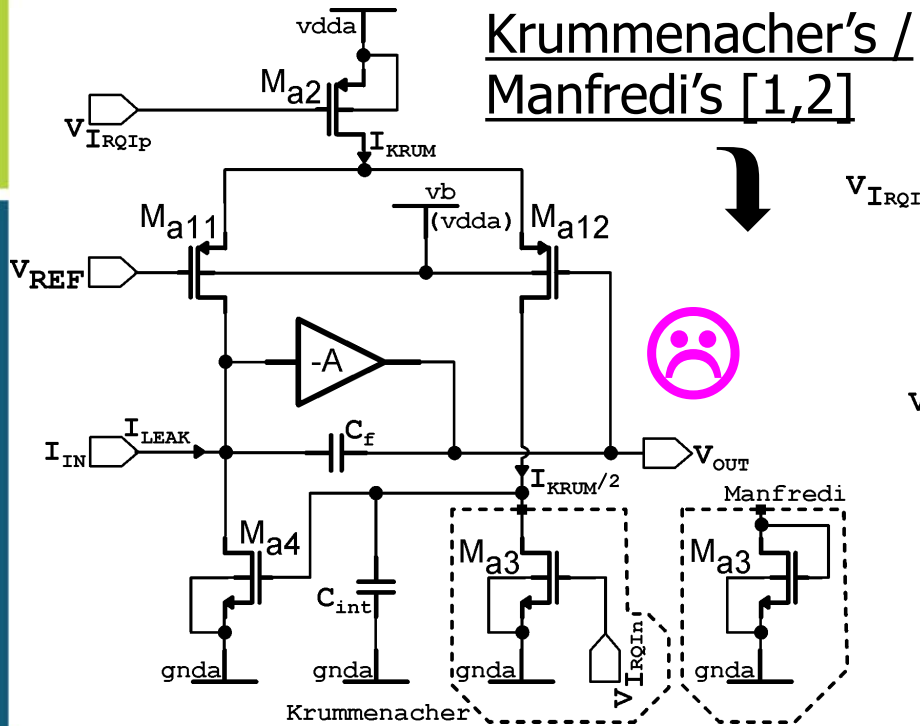 Krummenacher's /
Manfredi's [1,2]
vdda
Ma2
VIRQIp
IKRUM
vb
(vdda)
Ma11
Ma12
VREF
VIRQI
-A
Cf
ILEAK
IIN
VOUT
V
IKRUM/2
Manfredi
Ma4
Ma3
Ma3
Cint
VIRQIn
gnda
gnda
gnda
gnda
Krummenacher